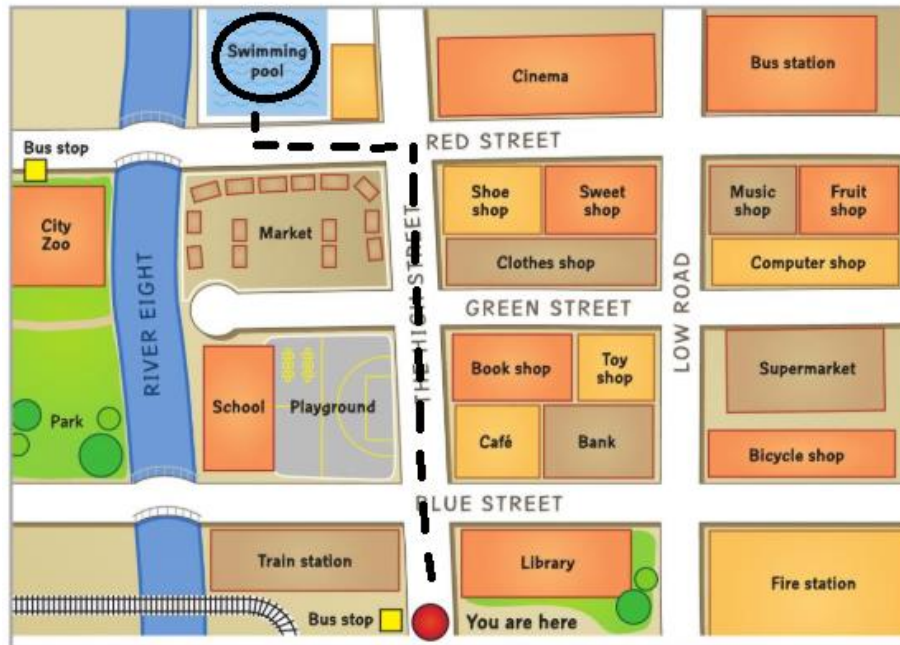 Swimming
pool
Cinema
Bus station
RED STREET
Bus stop
City
Zoo
Market
Shoe
shop
Sweet
shop
Music
shop
Fruit
shop
Clothes shop
Computer shop
RIVER EIGHT
THE HIGH STREET
GREEN STREET
LOW ROAD
Book shop
Toy
shop
Supermarket
School
Playground
Park
Café
Bank
Bicycle shop
BLUE STREET
Train station
Library
Fire station
Bus stop
You are here